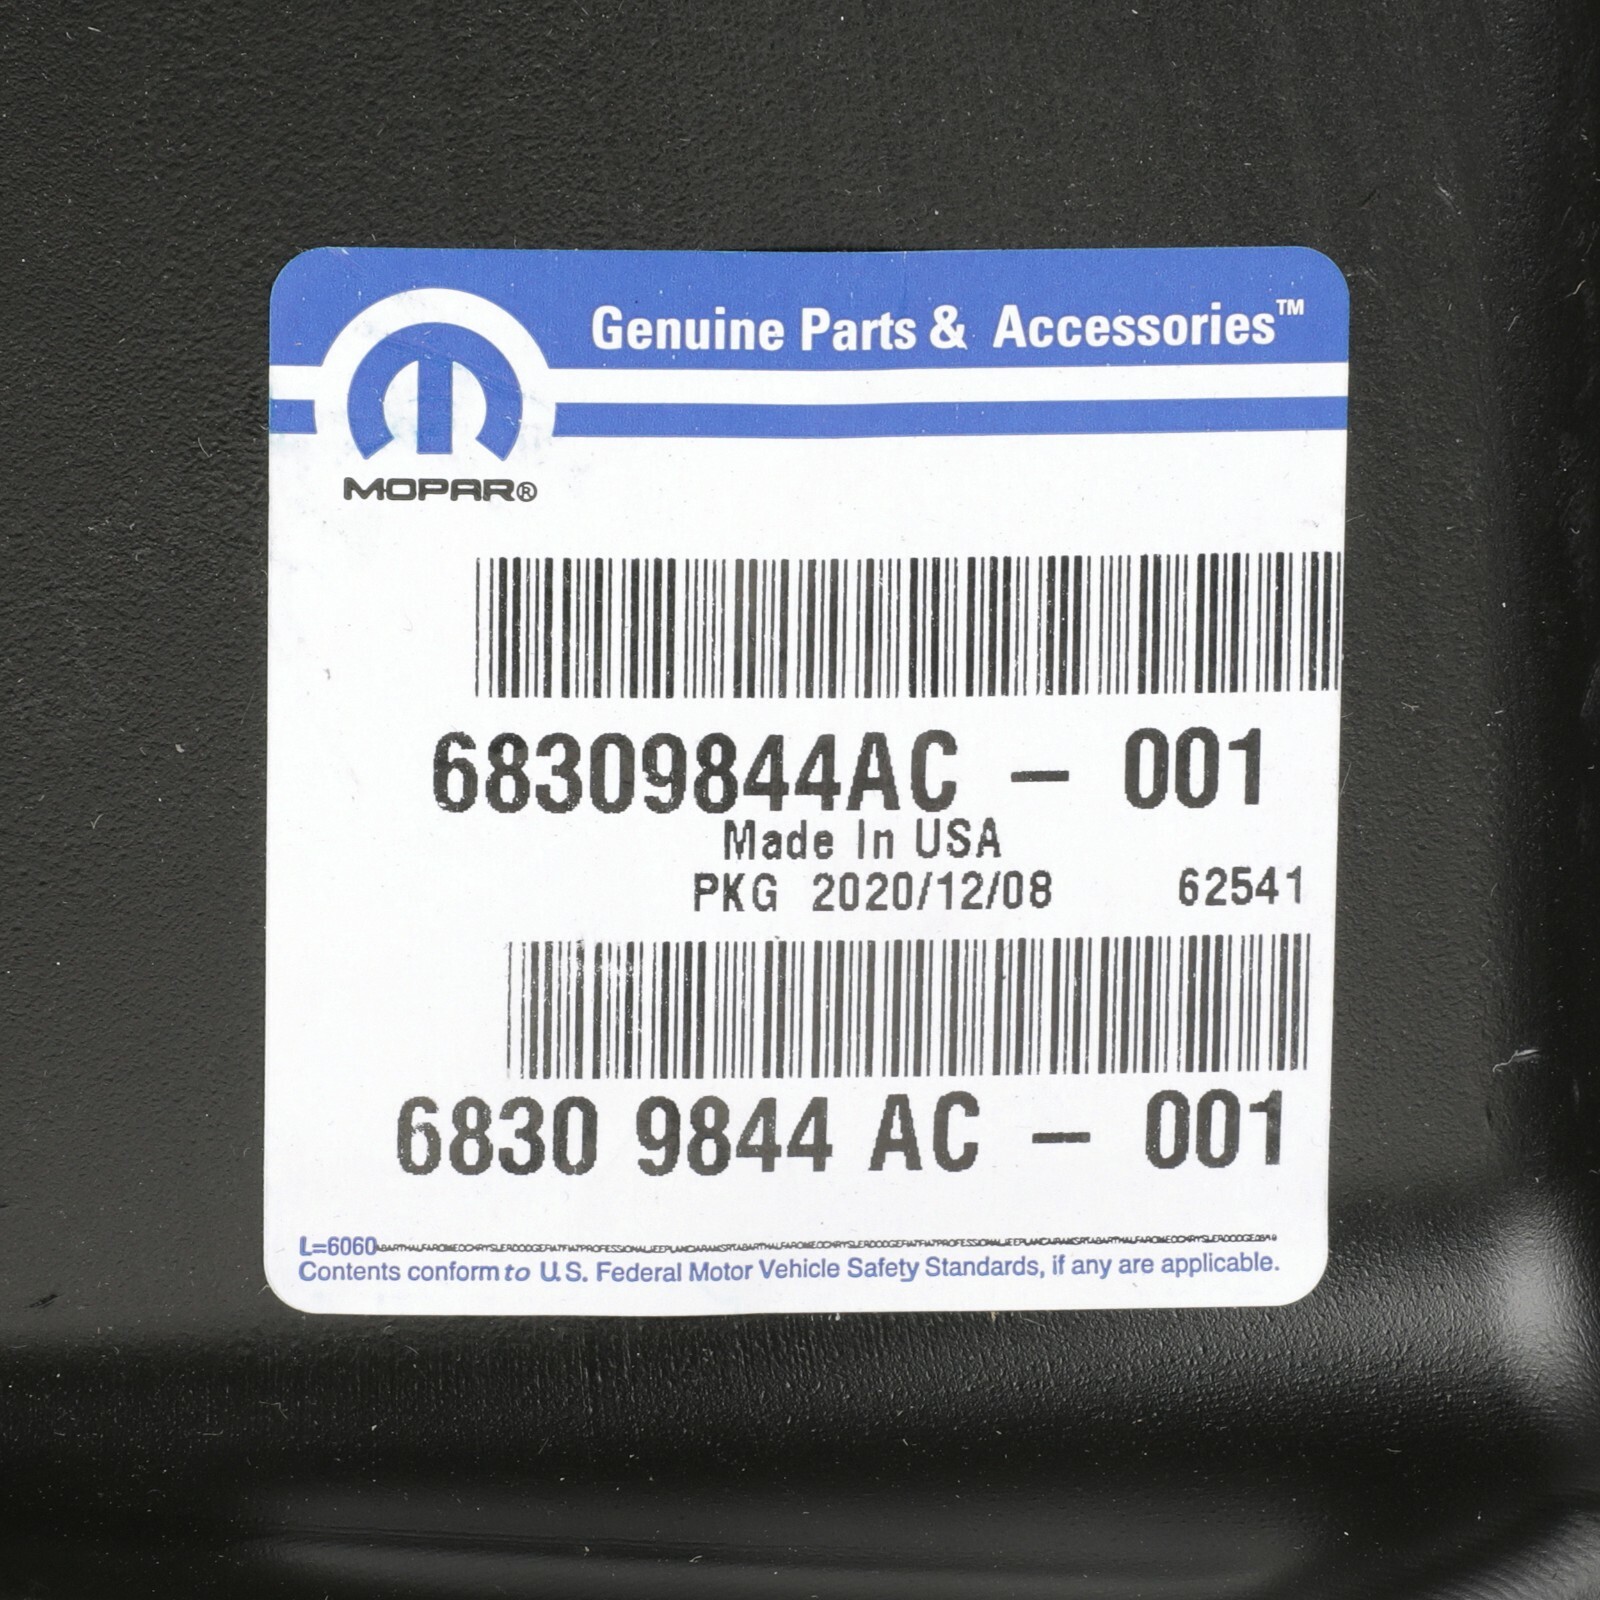 Genuine Parts & Accessories™
MOPAR®
68309844AC – 001
Made In USA
PKG 2020/12/08 62541
6830 9844 AC – 001
L=6060
Contents conform to U.S. Federal Motor Vehicle Safety Standards, if any are applicable.